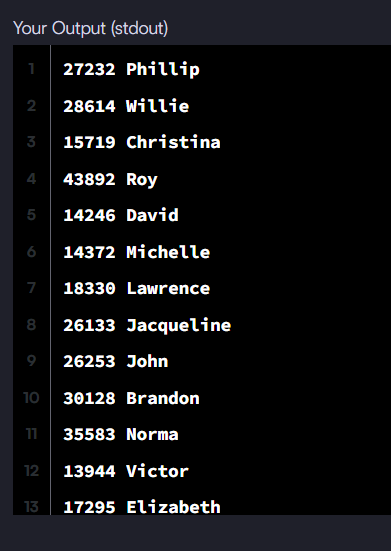 Your Output (stdout)
1 27232 Phillip
2 28614 Willie
3 15719 Christina
4 43892 Roy
5 14246 David
6 14372 Michelle
7 18330 Lawrence
8 26133 Jacqueline
9 26253 John
10 30128 Brandon
11 35583 Norma
12 13944 Victor
13 17295 Elizabeth